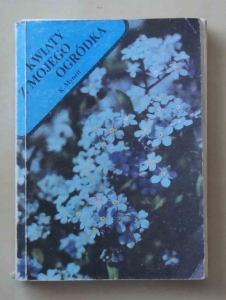 KWIATY
Z MOJEGO
OGRÓDKA
K. Mynett